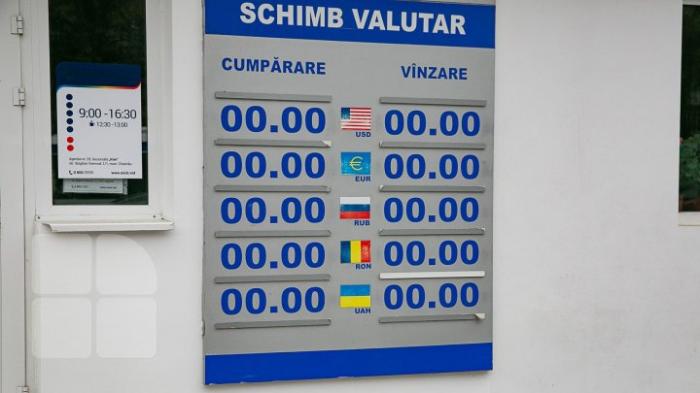 SCHIMB VALUTAR
CUMPĂRARE VÎNZARE
00.00 USD 00.00
00.00 EUR 00.00
00.00 RUB 00.00
00.00 RON 00.00
00.00 UAH 00.00
9:00 -16:30
12:30 -13:00